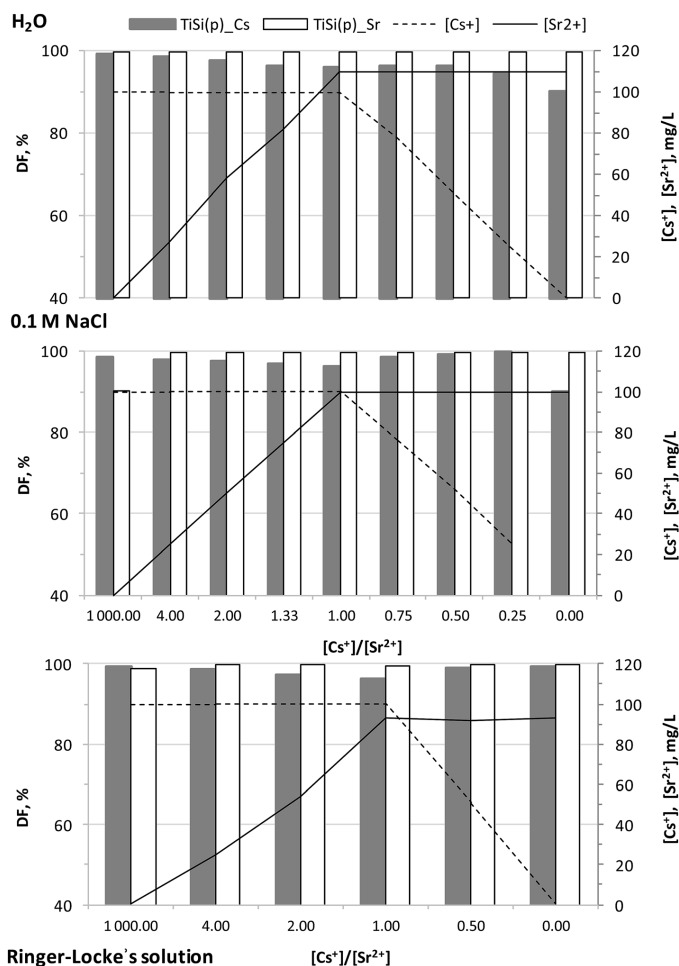 H₂O
TiSi(p)_Cs TiSi(p)_Sr [Cs+] [Sr2+]
100
80
60
40
DF, %
120
100
80
60
40
20
0
[Cs⁺], [Sr²⁺], mg/L
0.1 M NaCl
100
80
60
40
DF, %
120
100
80
60
40
20
0
[Cs⁺], [Sr²⁺], mg/L
1000.00 4.00 2.00 1.33 1.00 0.75 0.50 0.25 0.00
[Cs⁺]/[Sr²⁺]
100
80
60
40
DF, %
120
100
80
60
40
20
0
[Cs⁺], [Sr²⁺], mg/L
1000.00 4.00 2.00 1.00 0.50 0.00
Ringer-Locke's solution [Cs⁺]/[Sr²⁺]